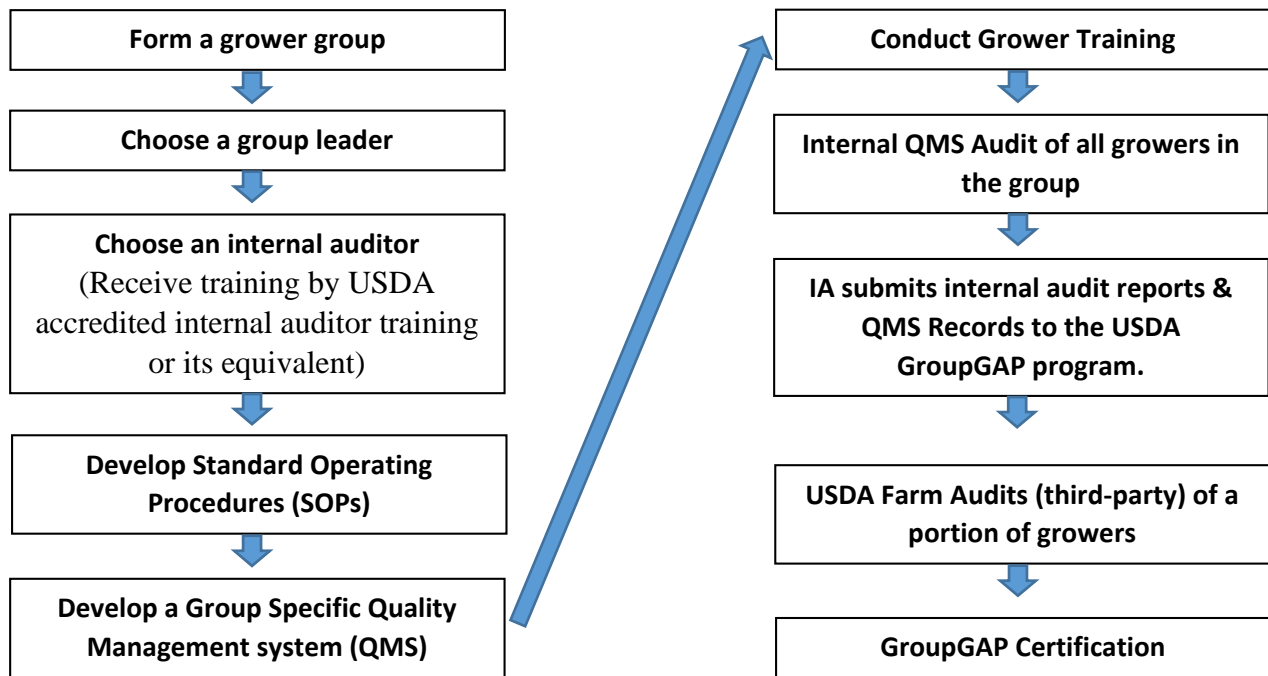 Form a grower group
Choose a group leader
Choose an internal auditor
(Receive training by USDA
accredited internal auditor training
or its equivalent)
Develop Standard Operating
Procedures (SOPs)
Develop a Group Specific Quality
Management system (QMS)
Conduct Grower Training
Internal QMS Audit of all growers in
the group
IA submits internal audit reports &
QMS Records to the USDA
GroupGAP program.
USDA Farm Audits (third-party) of a
portion of growers
GroupGAP Certification